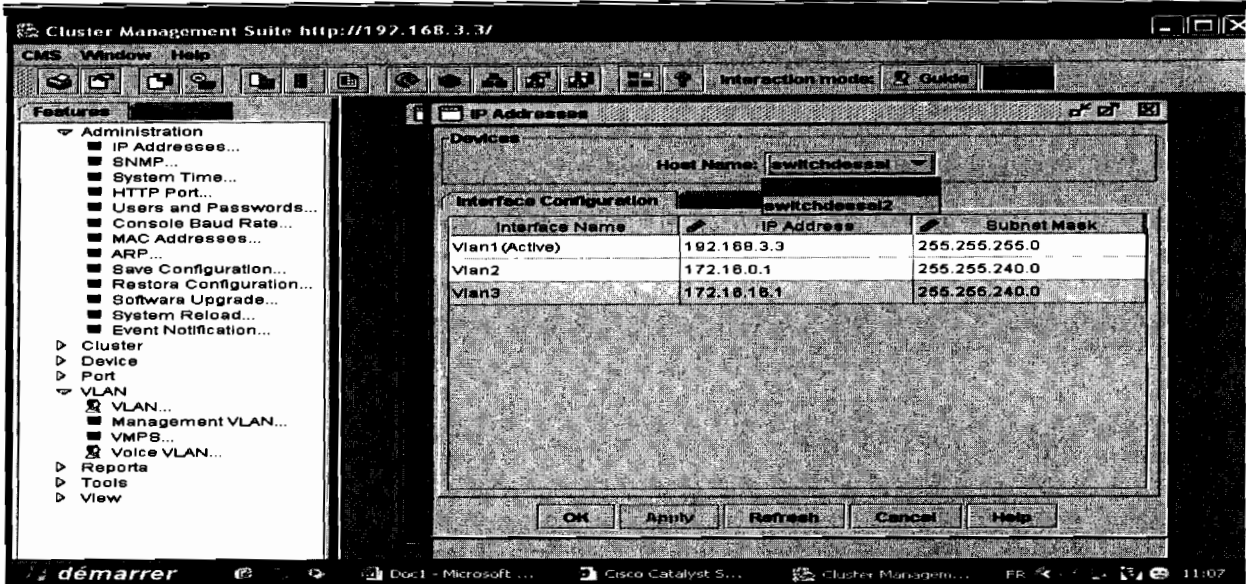 Cluster Management Suite http://192.168.3.3/
CMS Window Help
Interaction mode: Guide
Features
Administration
IP Addresses...
SNMP...
System Time...
HTTP Port...
Users and Passwords...
Console Baud Rate...
MAC Addresses...
ARP...
Save Configuration...
Restora Configuration...
Softwara Upgrade...
System Reload...
Event Notification...
Cluster
Device
Port
VLAN
VLAN...
Management VLAN...
VMPS...
Voice VLAN...
Reporta
Tools
View
IP Addresses
Devices
Host Name: switchdessai
switchdessai2
Interface Configuration
Interface Name IP Address Subnet Mask
Vlan1 (Active) 192.168.3.3 255.255.255.0
Vlan2 172.16.0.1 255.255.240.0
Vlan3 172.16.16.1 255.255.240.0
OK Apply Refresh Cancel Help
démarrer Doc1 - Microsoft ... Cisco Catalyst S... Cluster Managem... FR 11:07